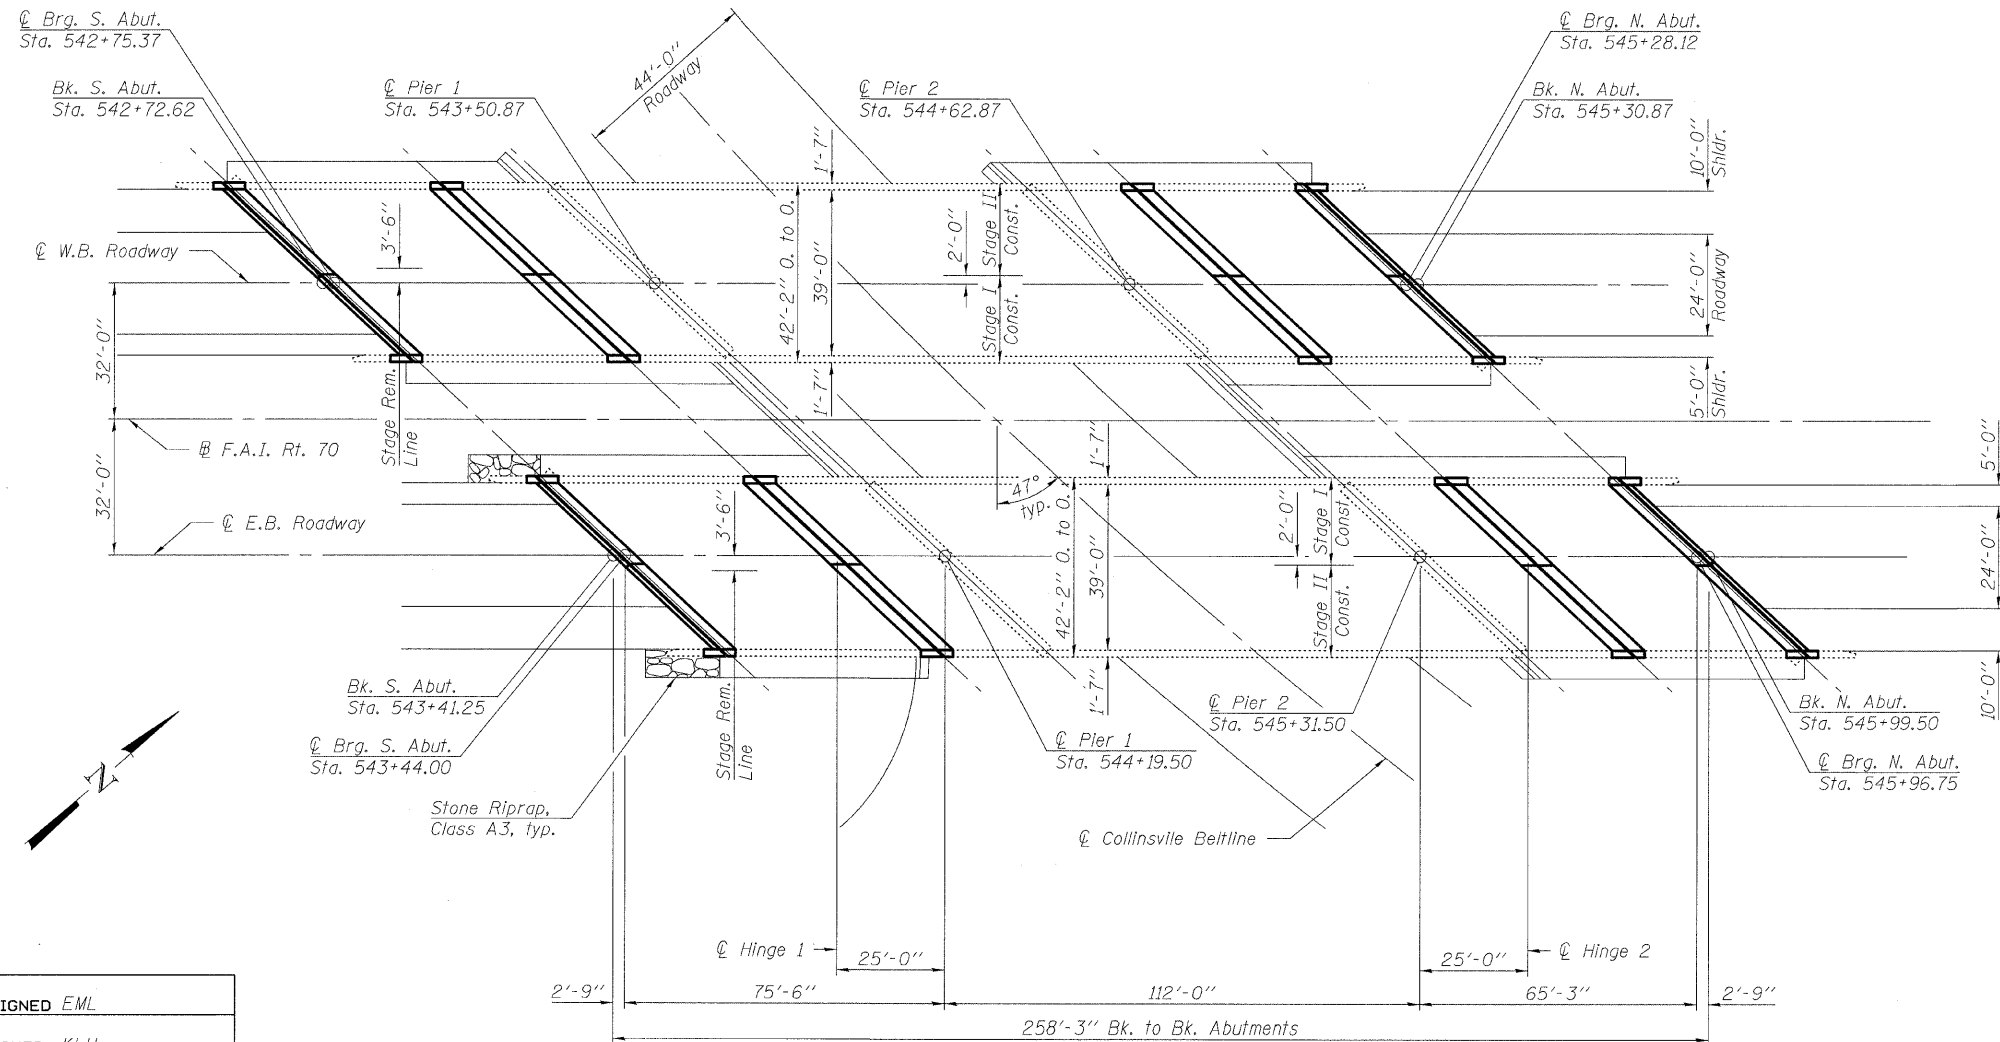 ℄ Brg. S. Abut.
Sta. 542+75.37
Bk. S. Abut.
Sta. 542+72.62
℄ Pier 1
Sta. 543+50.87
44'-0"
Roadway
℄ Pier 2
Sta. 544+62.87
℄ Brg. N. Abut.
Sta. 545+28.12
Bk. N. Abut.
Sta. 545+30.87
10'-0"
Shldr.
1'-7"
3'-6"
42'-2" O. to O.
39'-0"
2'-0"
Stage II
Const.
Stage I
Const.
24'-0"
Roadway
℄ W.B. Roadway
32'-0"
1'-7"
5'-0"
Shldr.
Stage Rem.
Line
℄ F.A.I. Rt. 70
32'-0"
℄ E.B. Roadway
47°
typ.
1'-7"
3'-6"
42'-2" O. to O.
39'-0"
2'-0"
Stage I
Const.
Stage II
Const.
5'-0"
24'-0"
10'-0"
1'-7"
Stage Rem.
Line
Bk. S. Abut.
Sta. 543+41.25
℄ Brg. S. Abut.
Sta. 543+44.00
℄ Pier 1
Sta. 544+19.50
℄ Pier 2
Sta. 545+31.50
Bk. N. Abut.
Sta. 545+99.50
℄ Brg. N. Abut.
Sta. 545+96.75
N
Stone Riprap,
Class A3, typ.
℄ Collinsvile Beltline
℄ Hinge 1
25'-0"
25'-0"
℄ Hinge 2
2'-9"
75'-6"
112'-0"
65'-3"
2'-9"
258'-3" Bk. to Bk. Abutments
IGNED EML